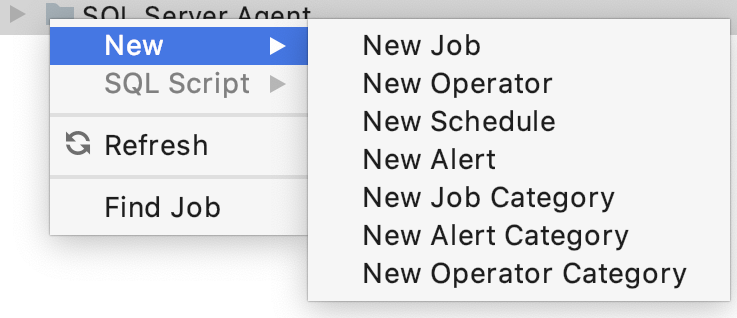 SQL Server Agent
New
SQL Script
Refresh
Find Job
New Job
New Operator
New Schedule
New Alert
New Job Category
New Alert Category
New Operator Category